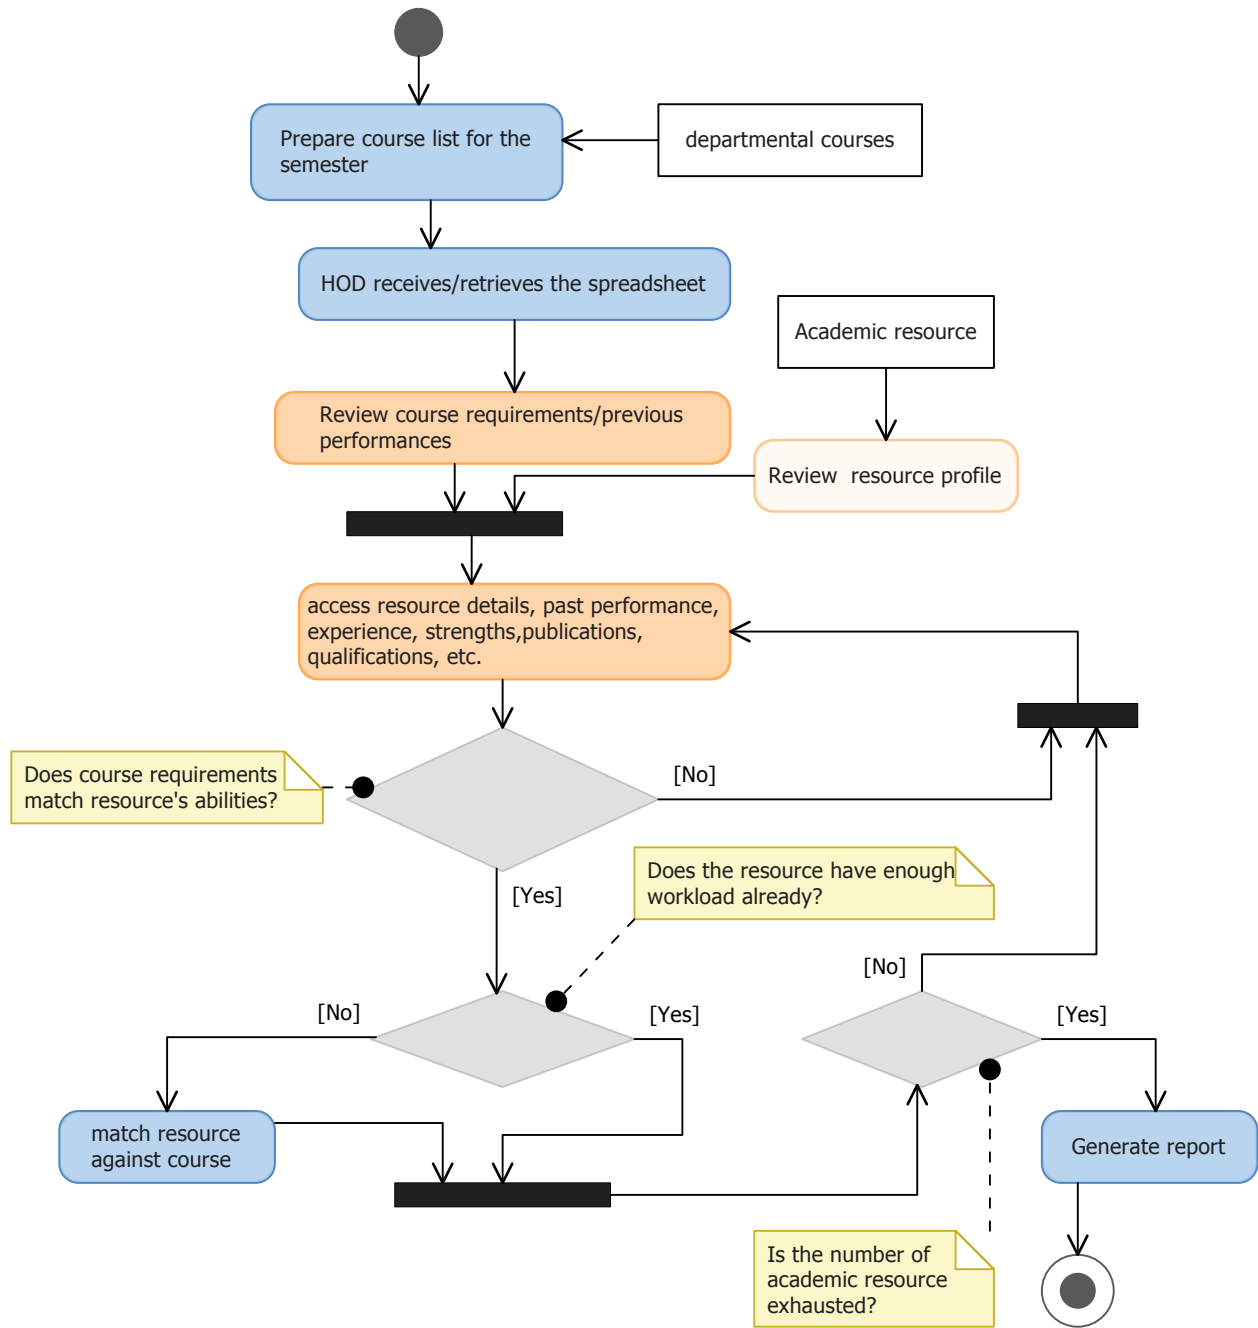 Prepare course list for the
semester
departmental courses
HOD receives/retrieves the spreadsheet
Academic resource
Review course requirements/previous
performances
Review  resource profile
access resource details, past performance,
experience, strengths,publications,
qualifications, etc.
Does course requirements
match resource's abilities?
[No]
[Yes]
Does the resource have enough
workload already?
[No]
[Yes]
[No]
[Yes]
match resource
against course
Generate report
Is the number of
academic resource
exhausted?